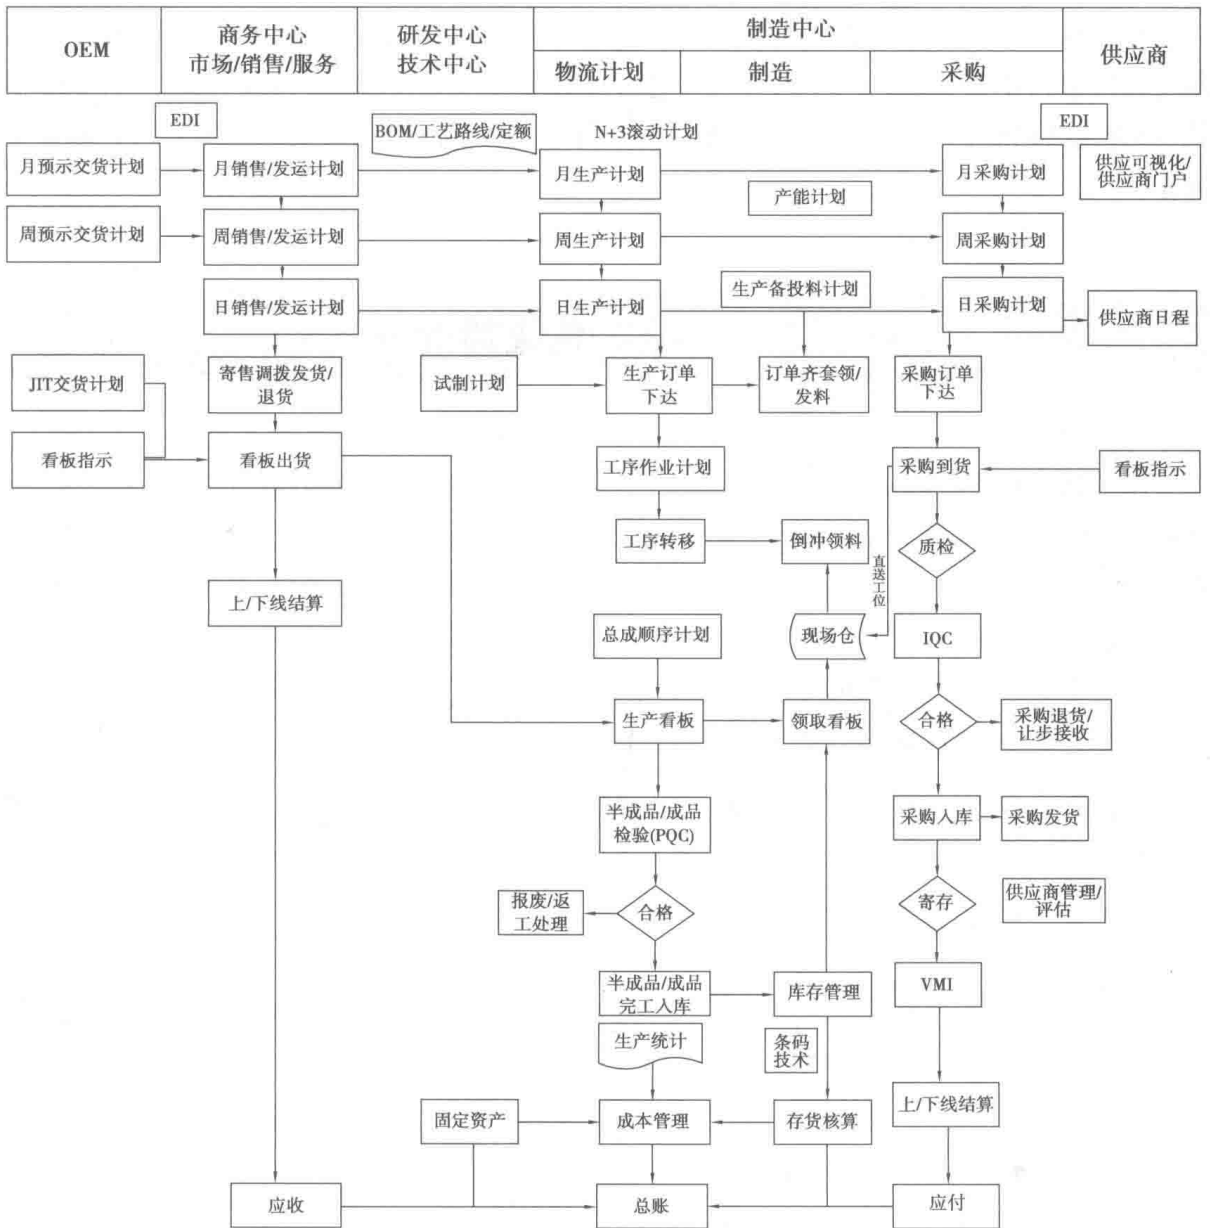 OEM
商务中心
市场/销售/服务
研发中心
技术中心
制造中心
物流计划
制造
采购
供应商
EDI
BOM/工艺路线/定额
N+3滚动计划
EDI
月预示交货计划
月销售/发运计划
月生产计划
产能计划
月采购计划
供应可视化/
供应商门户
周预示交货计划
周销售/发运计划
周生产计划
周采购计划
日销售/发运计划
日生产计划
生产备投料计划
日采购计划
供应商日程
JIT交货计划
寄售调拨发货/
退货
试制计划
生产订单
下达
订单齐套领/
发料
采购订单
下达
看板指示
看板出货
工序作业计划
采购到货
看板指示
工序转移
倒冲领料
直送工位
质检
上/下线结算
总成顺序计划
现场仓
IQC
生产看板
领取看板
合格
采购退货/
让步接收
半成品/成品
检验(PQC)
采购入库
采购发货
报废/返
工处理
合格
寄存
供应商管理/
评估
半成品/成品
完工入库
库存管理
VMI
生产统计
条码
技术
固定资产
成本管理
存货核算
上/下线结算
应收
总账
应付